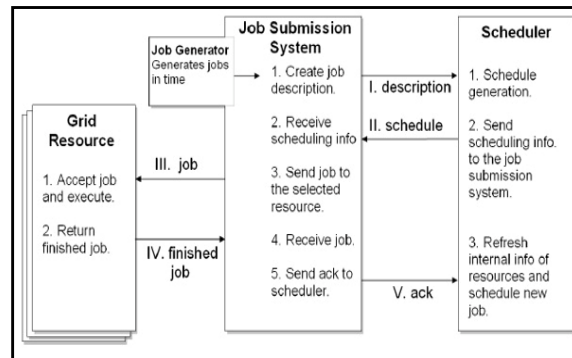 Job Generator
Generates jobs
in time
Job Submission
System
1. Create job
description.
2. Receive
scheduling info
3. Send job to
the selected
resource.
4. Receive job.
5. Send ack to
scheduler.
Scheduler
1. Schedule
generation.
2. Send
scheduling info.
to the job
submission
system.
3. Refresh
internal info of
resources and
schedule new
job.
Grid
Resource
1. Accept job
and execute.
2. Return
finished job.
I. description
II. schedule
III. job
IV. finished
job
V. ack